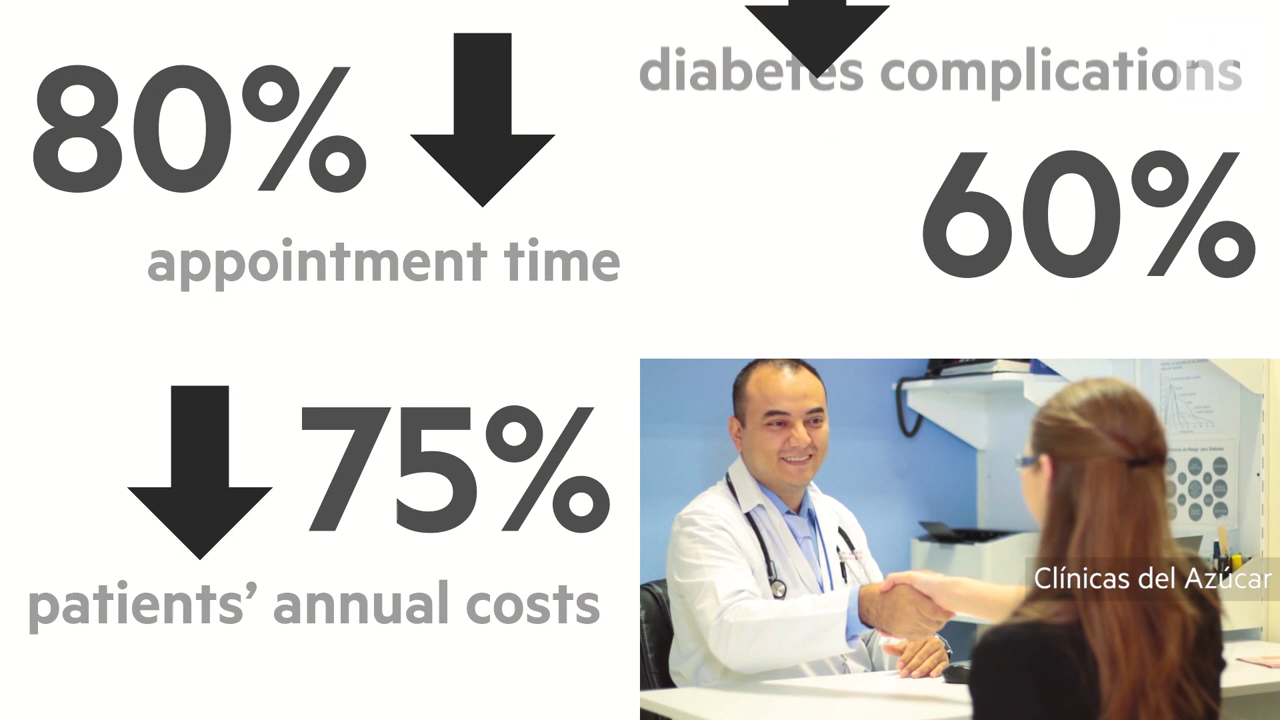 80%
appointment time
diabetes complications
60%
75%
patients’ annual costs
Clínicas del Azúcar